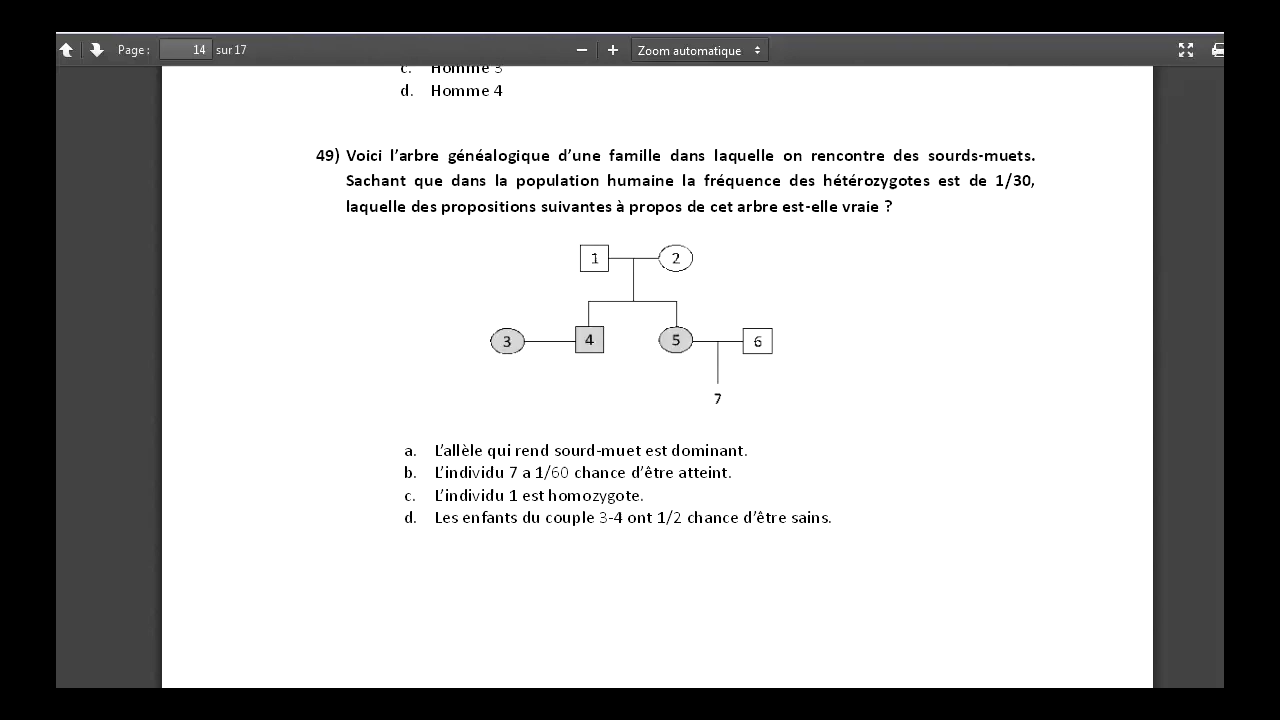 Page : 14 sur 17 Zoom automatique
c. Homme 3
d. Homme 4
49) Voici l’arbre généalogique d’une famille dans laquelle on rencontre des sourds-muets.
Sachant que dans la population humaine la fréquence des hétérozygotes est de 1/30,
laquelle des propositions suivantes à propos de cet arbre est-elle vraie ?
1 2
3 4 5 6
7
a. L’allèle qui rend sourd-muet est dominant.
b. L’individu 7 a 1/60 chance d’être atteint.
c. L’individu 1 est homozygote.
d. Les enfants du couple 3-4 ont 1/2 chance d’être sains.